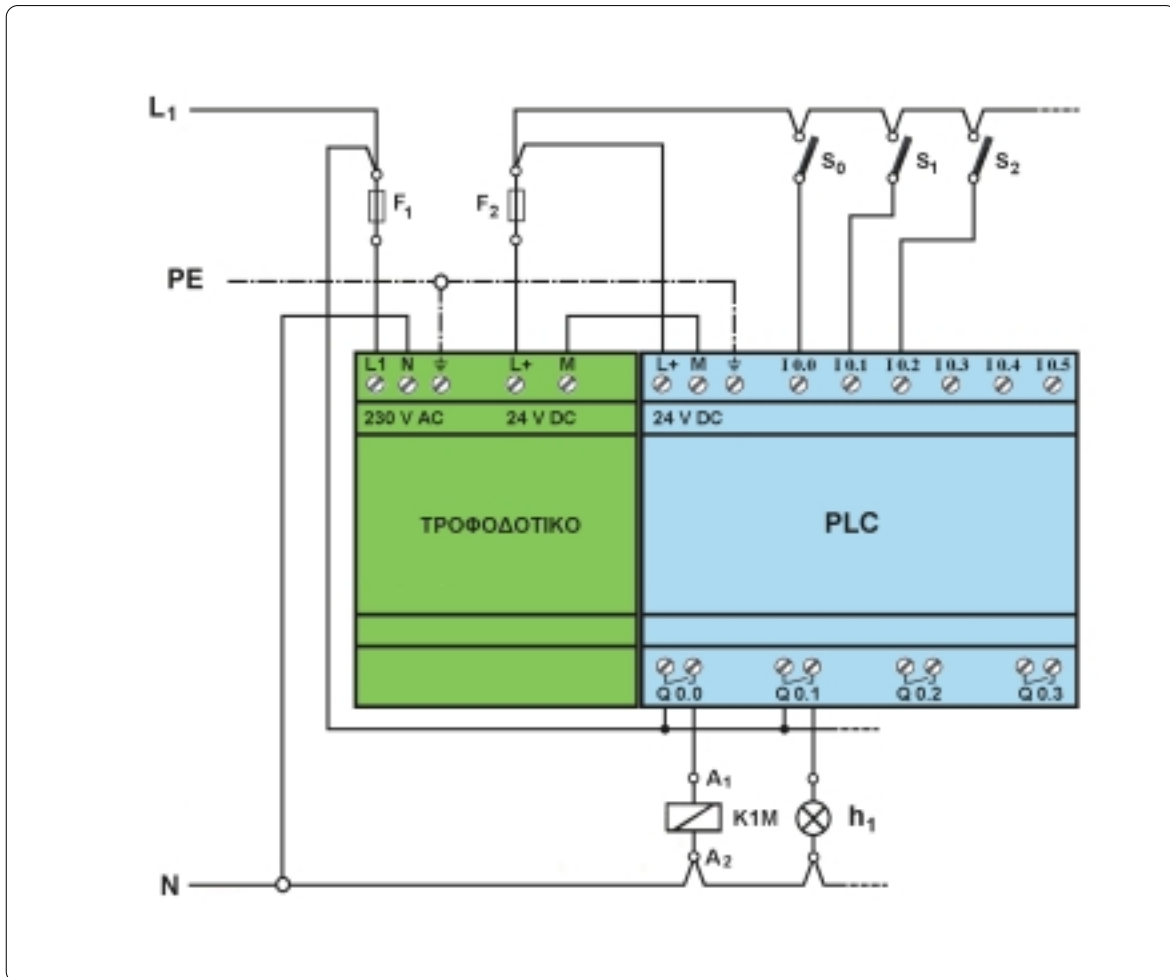 L1
F1
F2
S0
S1
S2
PE
L1 N L+ M
L+ M I 0.0 I 0.1 I 0.2 I 0.3 I 0.4 I 0.5
230 V AC 24 V DC
24 V DC
ΤΡΟΦΟΔΟΤΙΚΟ
PLC
Q 0.0 Q 0.1 Q 0.2 Q 0.3
A1
K1M
h1
A2
N